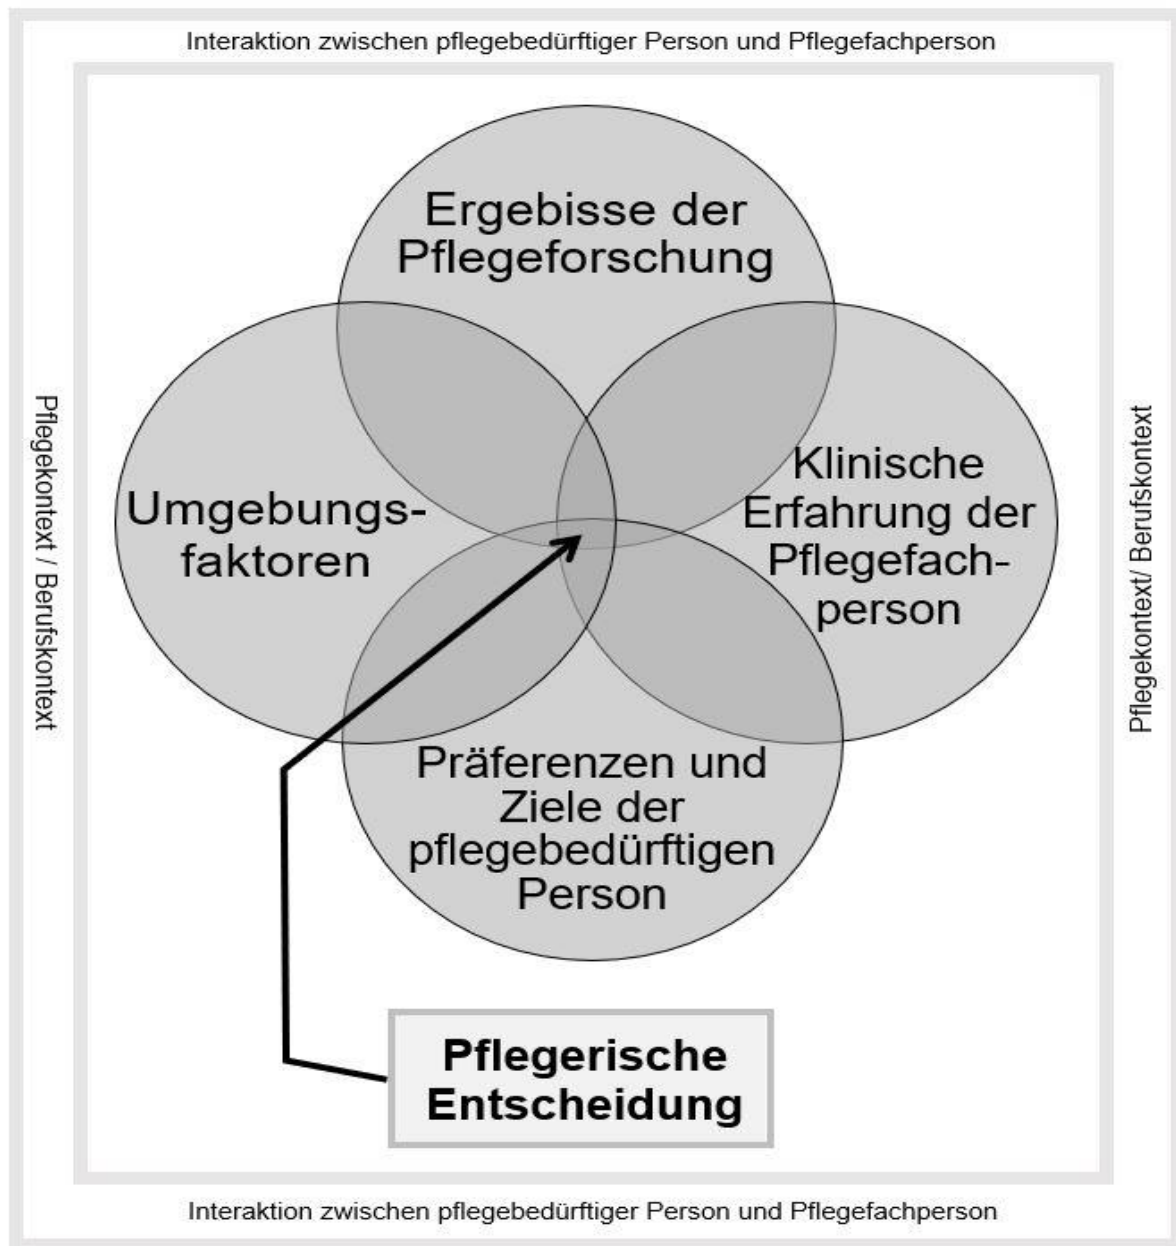 Interaktion zwischen pflegebedürftiger Person und Pflegefachperson
Ergebisse der
Pflegeforschung
Pflegekontext / Berufskontext
Umgebungs-
faktoren
Klinische
Erfahrung der
Pflegefach-
person
Pflegekontext/ Berufskontext
Präferenzen und
Ziele der
pflegebedürftigen
Person
Pflegerische
Entscheidung
Interaktion zwischen pflegebedürftiger Person und Pflegefachperson